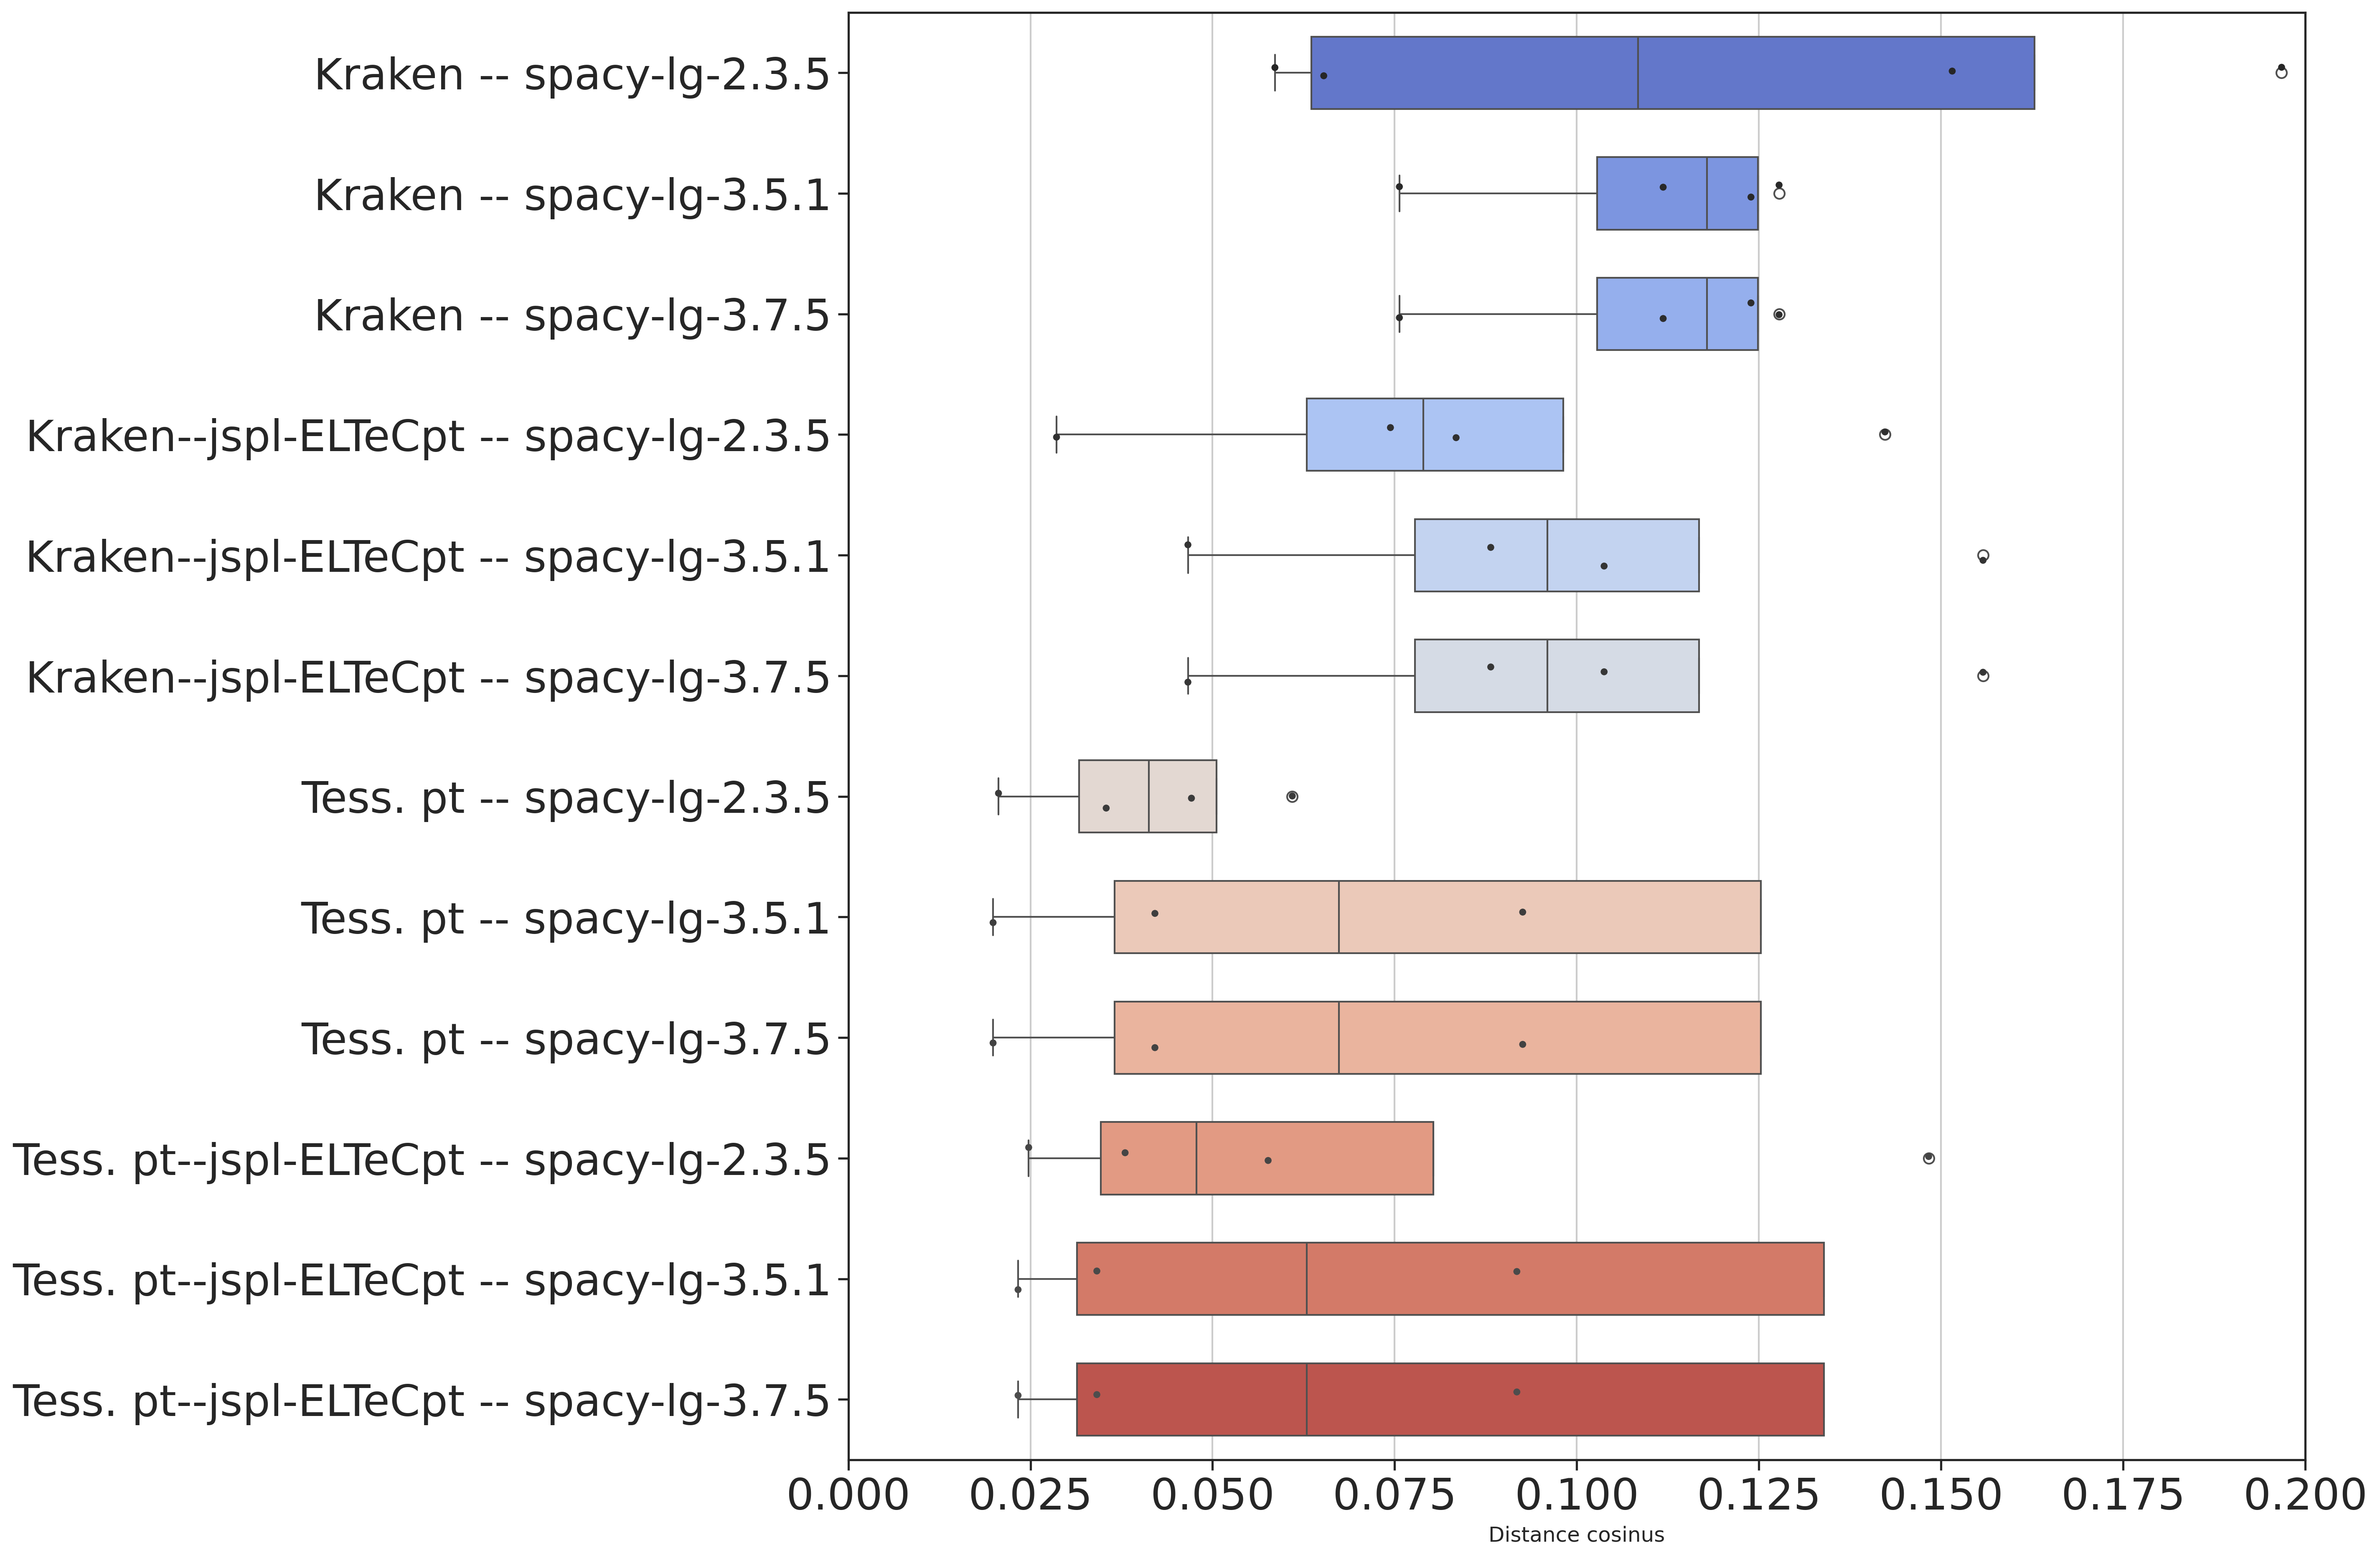 Kraken -- spacy-lg-2.3.5
Kraken -- spacy-lg-3.5.1
Kraken -- spacy-lg-3.7.5
Kraken--jspl-ELTeCpt -- spacy-lg-2.3.5
Kraken--jspl-ELTeCpt -- spacy-lg-3.5.1
Kraken--jspl-ELTeCpt -- spacy-lg-3.7.5
Tess. pt -- spacy-lg-2.3.5
Tess. pt -- spacy-lg-3.5.1
Tess. pt -- spacy-lg-3.7.5
Tess. pt--jspl-ELTeCpt -- spacy-lg-2.3.5
Tess. pt--jspl-ELTeCpt -- spacy-lg-3.5.1
Tess. pt--jspl-ELTeCpt -- spacy-lg-3.7.5
0.000 0.025 0.050 0.075 0.100 0.125 0.150 0.175 0.200
Distance cosinus